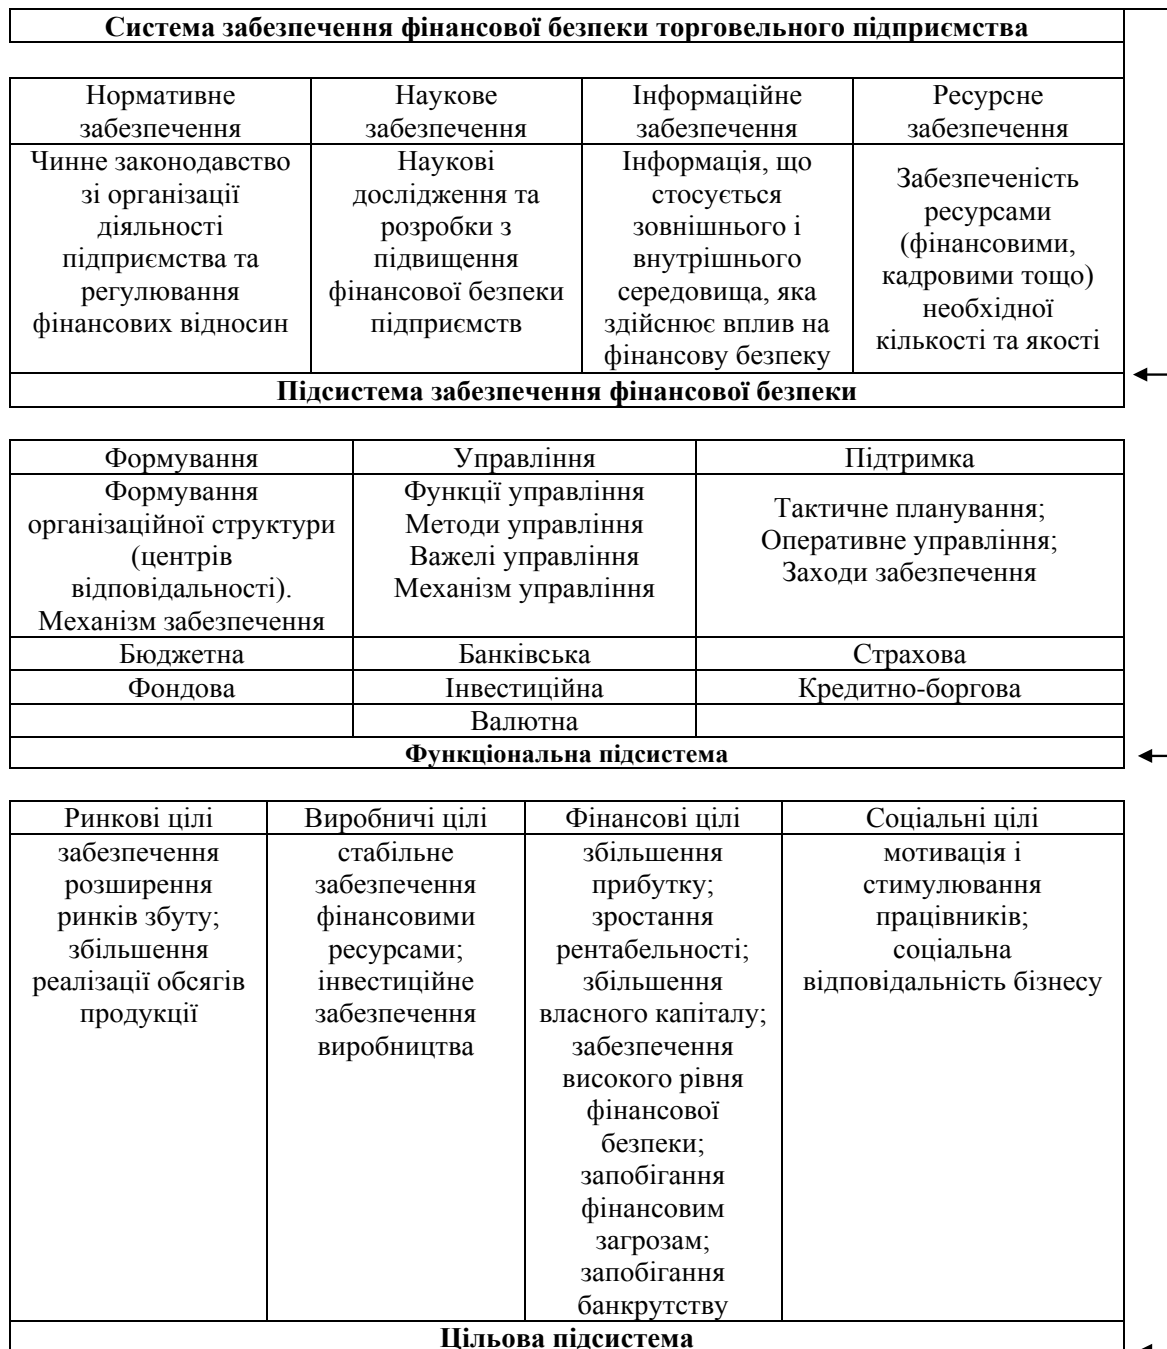 Система забезпечення фінансової безпеки торговельного підприємства
Нормативне
забезпечення
Наукове
забезпечення
Інформаційне
забезпечення
Ресурсне
забезпечення
Чинне законодавство
зі організації
діяльності
підприємства та
регулювання
фінансових відносин
Наукові
дослідження та
розробки з
підвищення
фінансової безпеки
підприємств
Інформація, що
стосується
зовнішнього і
внутрішнього
середовища, яка
здійснює вплив на
фінансову безпеку
Забезпеченість
ресурсами
(фінансовими,
кадровими тощо)
необхідної
кількості та якості
Підсистема забезпечення фінансової безпеки
Формування
Управління
Підтримка
Формування
організаційної структури
(центрів
відповідальності).
Механізм забезпечення
Функції управління
Методи управління
Важелі управління
Механізм управління
Тактичне планування;
Оперативне управління;
Заходи забезпечення
Бюджетна
Банківська
Страхова
Фондова
Інвестиційна
Кредитно-боргова
Валютна
Функціональна підсистема
Ринкові цілі
Виробничі цілі
Фінансові цілі
Соціальні цілі
забезпечення
розширення
ринків збуту;
збільшення
реалізації обсягів
продукції
стабільне
забезпечення
фінансовими
ресурсами;
інвестиційне
забезпечення
виробництва
збільшення
прибутку;
зростання
рентабельності;
збільшення
власного капіталу;
забезпечення
високого рівня
фінансової
безпеки;
запобігання
фінансовим
загрозам;
запобігання
банкрутству
мотивація і
стимулювання
працівників;
соціальна
відповідальність бізнесу
Цільова підсистема